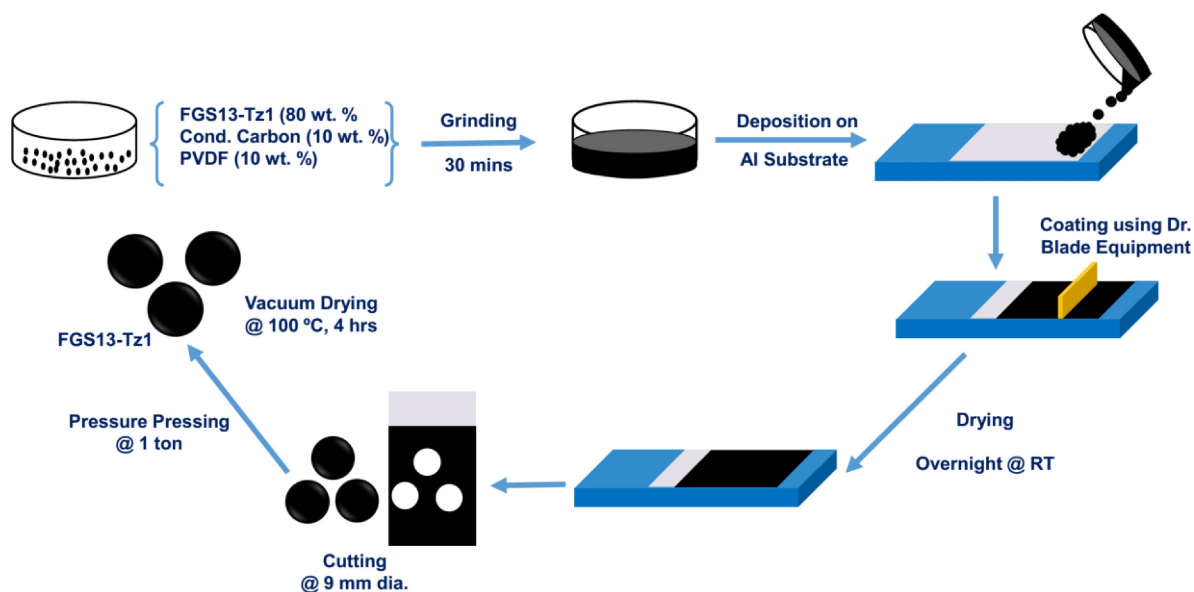 FGS13-Tz1 (80 wt. %
Cond. Carbon (10 wt. %)
PVDF (10 wt. %)
Grinding
30 mins
Deposition on
Al Substrate
Coating using Dr.
Blade Equipment
Drying
Overnight @ RT
Cutting
@ 9 mm dia.
Pressure Pressing
@ 1 ton
Vacuum Drying
@ 100 ºC, 4 hrs
FGS13-Tz1